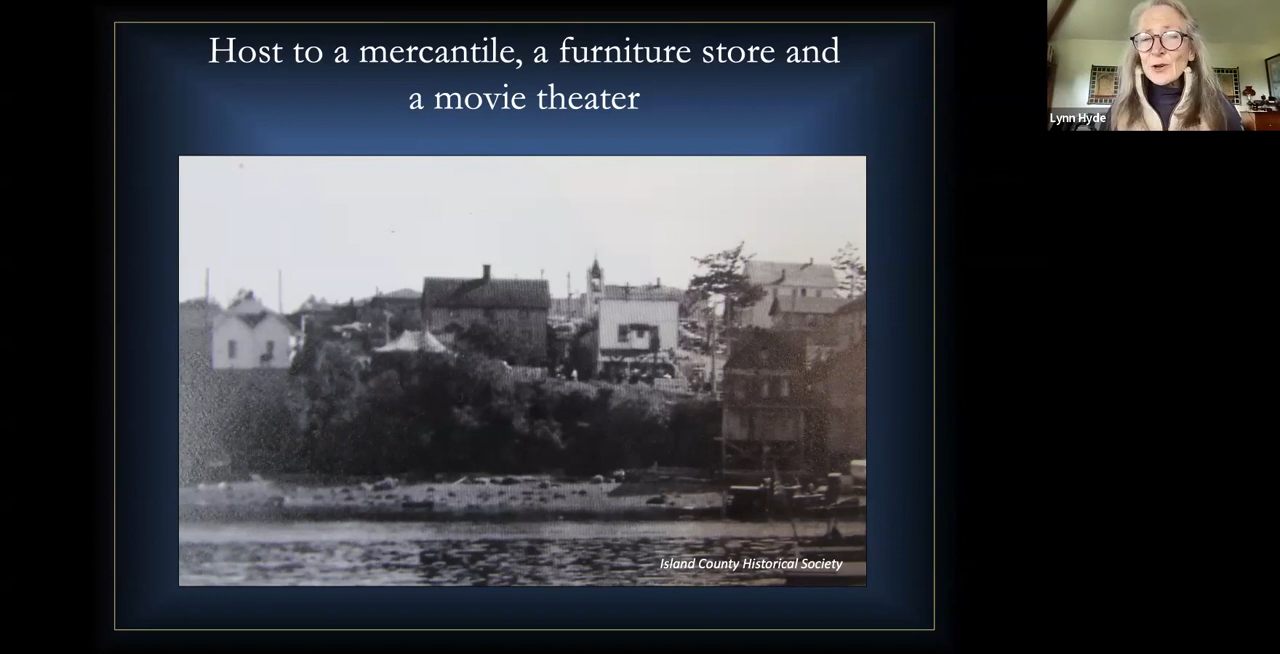 Host to a mercantile, a furniture store and
a movie theater
Lynn Hyde
Island County Historical Society